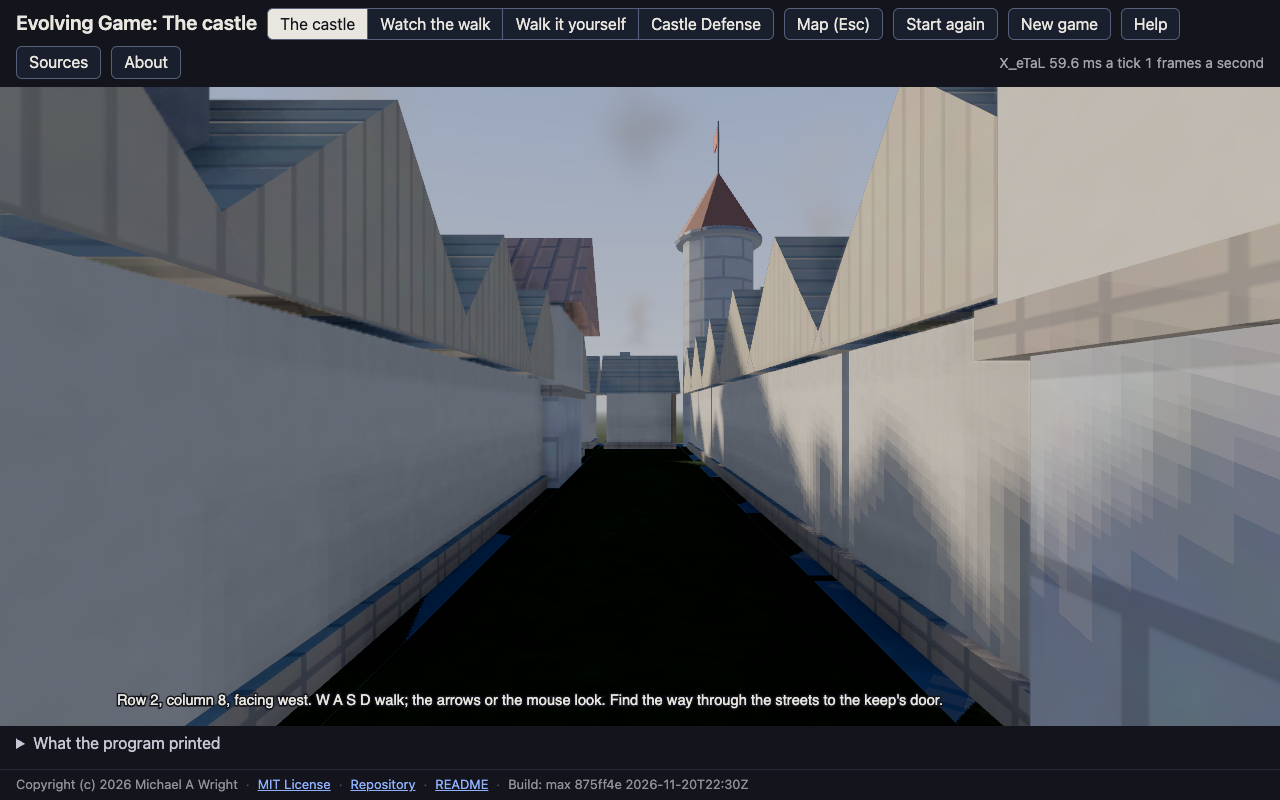 Evolving Game: The castle The castle Watch the walk Walk it yourself Castle Defense Map (Esc) Start again New game Help
Sources About X_eTaL 59.6 ms a tick 1 frames a second
Row 2, column 8, facing west. W A S D walk; the arrows or the mouse look. Find the way through the streets to the keep's door.
What the program printed
Copyright (c) 2026 Michael A Wright · MIT License · Repository · README · Build: max 875ff4e 2026-11-20T22:30Z